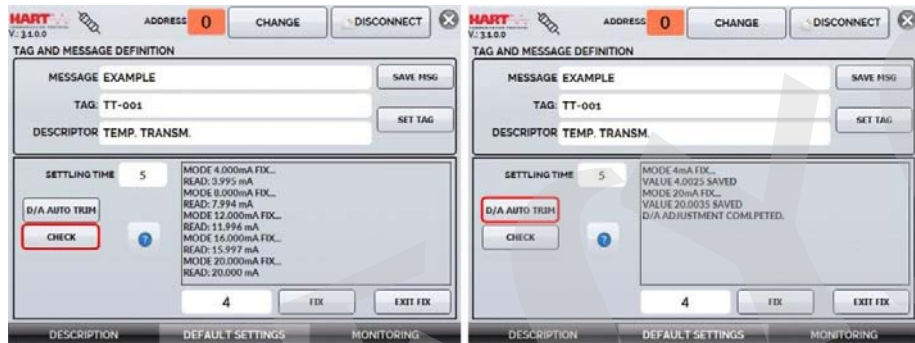 HART
V.: 3.1.0.0
ADDRESS 0 CHANGE DISCONNECT
TAG AND MESSAGE DEFINITION
MESSAGE EXAMPLE SAVE MSG
TAG: TT-001
SET TAG
DESCRIPTOR TEMP. TRANSM.
SETTLING TIME 5
D/A AUTO TRIM
CHECK
MODE 4.000mA FIX...
READ: 3.995 mA
MODE 8.000mA FIX...
READ: 7.994 mA
MODE 12.000mA FIX...
READ: 11.996 mA
MODE 16.000mA FIX...
READ: 15.997 mA
MODE 20.000mA FIX...
READ: 20.000 mA
4 FIX EXIT FIX
DESCRIPTION DEFAULT SETTINGS MONITORING
HART
V.: 3.1.0.0
ADDRESS 0 CHANGE DISCONNECT
TAG AND MESSAGE DEFINITION
MESSAGE EXAMPLE SAVE MSG
TAG: TT-001
SET TAG
DESCRIPTOR TEMP. TRANSM.
SETTLING TIME 5
D/A AUTO TRIM
CHECK
MODE 4mA FIX...
VALUE 4.0025 SAVED
MODE 20mA FIX...
VALUE 20.0035 SAVED
D/A ADJUSTMENT COMLPETED.
4 FIX EXIT FIX
DESCRIPTION DEFAULT SETTINGS MONITORING